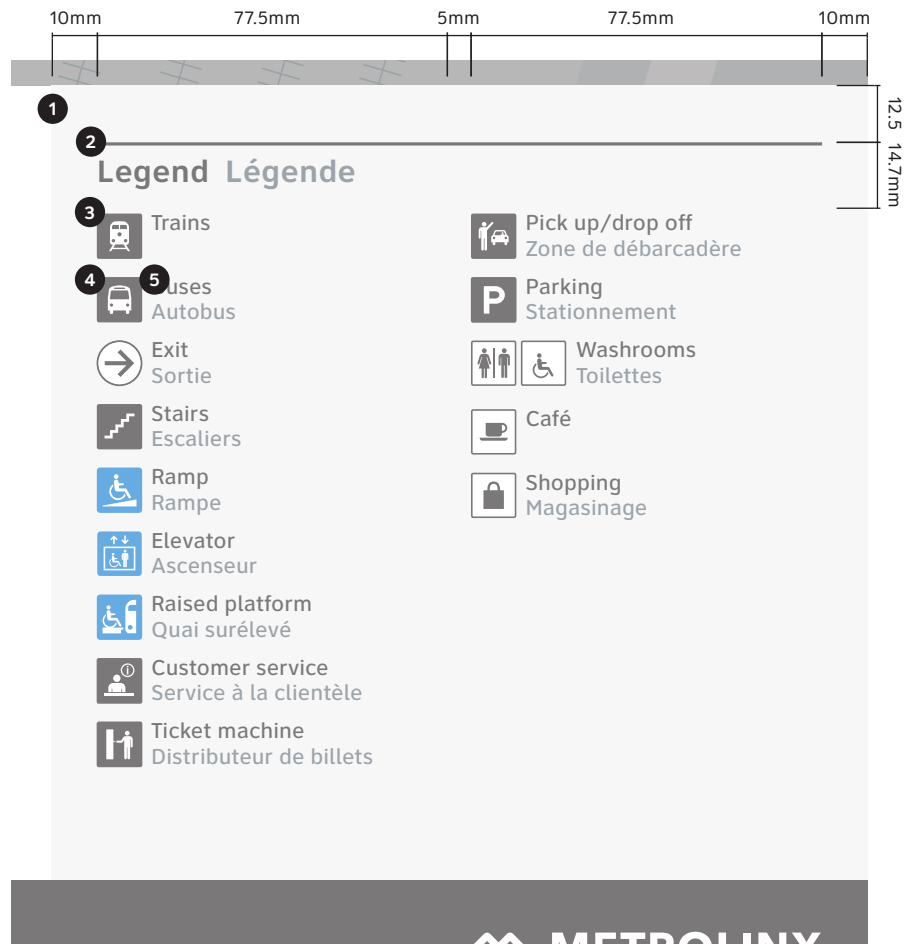 10mm 77.5mm 5mm 77.5mm 10mm
12.5
14.7mm
1
2
Legend Légende
3
Trains
4
5
uses
Autobus
Exit
Sortie
Stairs
Escaliers
Ramp
Rampe
Elevator
Ascenseur
Raised platform
Quai surélevé
Customer service
Service à la clientèle
Ticket machine
Distributeur de billets
Pick up/drop off
Zone de débarcadère
P
Parking
Stationnement
Washrooms
Toilettes
Café
Shopping
Magasinage
METROLINX